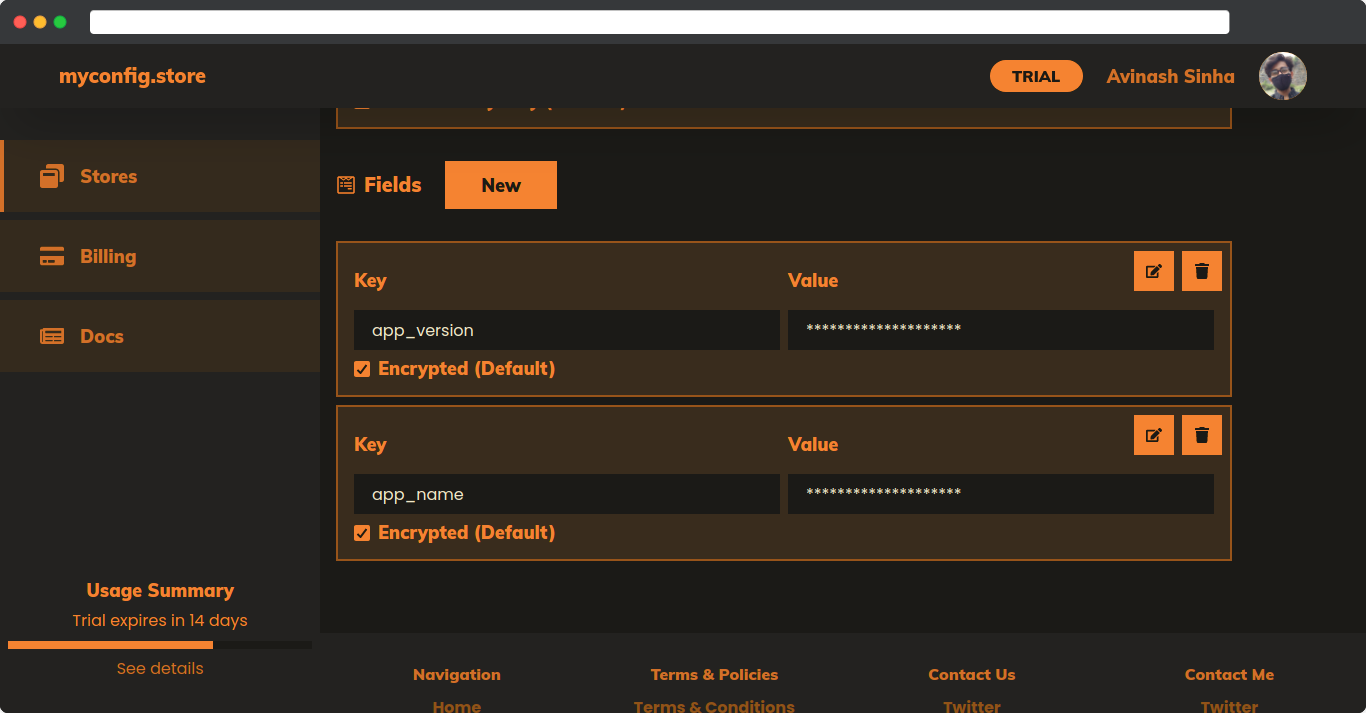 myconfig.store
TRIAL
Avinash Sinha
Stores
Billing
Docs
Usage Summary
Trial expires in 14 days
See details
Fields
New
Key
Value
app_version
********************
Encrypted (Default)
Key
Value
app_name
********************
Encrypted (Default)
Navigation
Terms & Policies
Contact Us
Contact Me
Home
Terms & Conditions
Twitter
Twitter